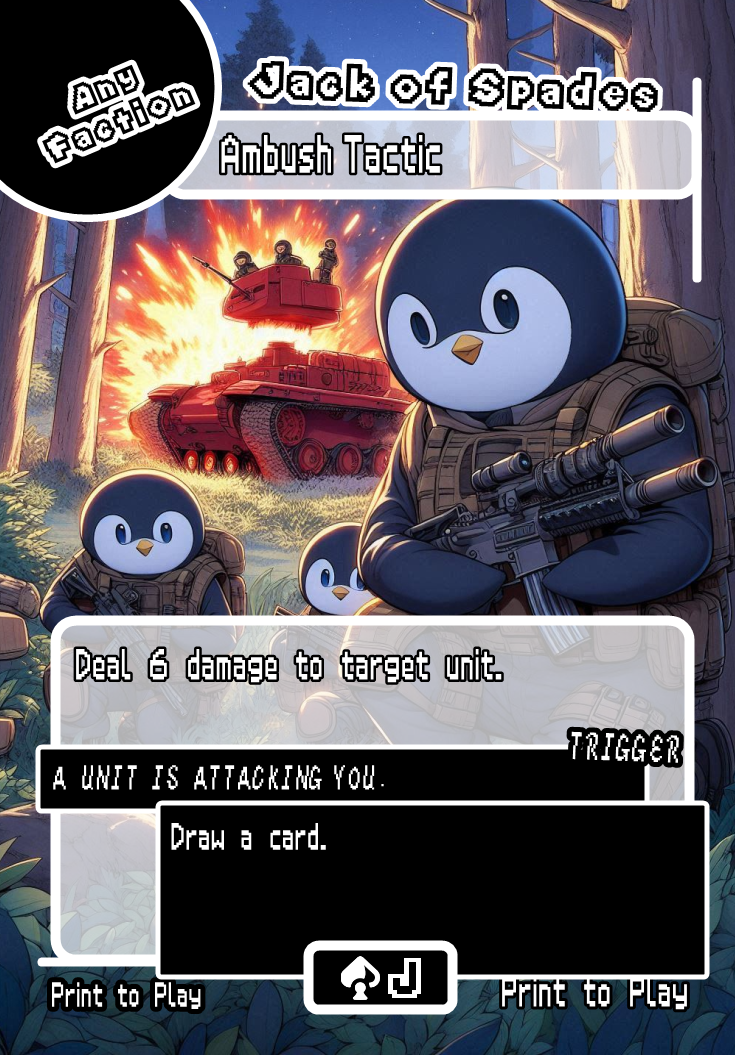 Any
Faction
Jack of Spades
Ambush Tactic
Deal 6 damage to target unit.
TRIGGER
A UNIT IS ATTACKING YOU.
Draw a card.
J
Print to Play
Print to Play